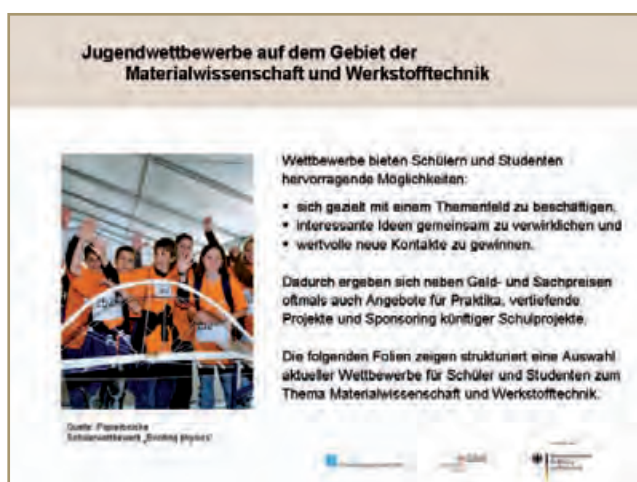 Jugendwettbewerbe auf dem Gebiet der
Materialwissenschaft und Werkstofftechnik
Wettbewerbe bieten Schülern und Studenten
hervorragende Möglichkeiten:
▪ sich gezielt mit einem Themenfeld zu beschäftigen,
▪ interessante Ideen gemeinsam zu verwirklichen und
▪ wertvolle neue Kontakte zu gewinnen.
Dadurch ergeben sich neben Geld- und Sachpreisen
oftmals auch Angebote für Praktika, vertiefende
Projekte und Sponsoring künftiger Schulprojekte.
Die folgenden Folien zeigen strukturiert eine Auswahl
aktueller Wettbewerbe für Schüler und Studenten zum
Thema Materialwissenschaft und Werkstofftechnik.
Quelle: Papierbrücke
Schülerwettbewerb „Exciting physics“